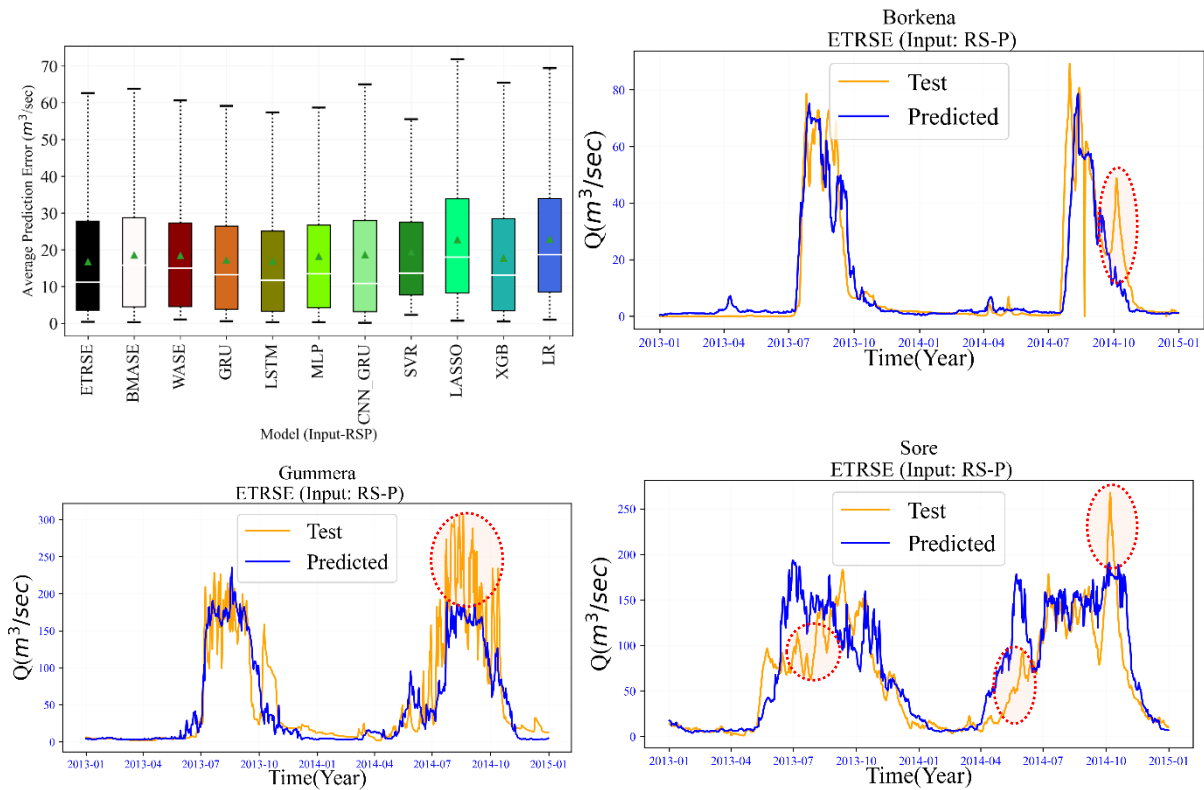 Average Prediction Error (m³/sec)
70
60
50
40
30
20
10
0
ETRSE
BMASE
WASE
GRU
LSTM
MLP
CNN_GRU
SVR
LASSO
XGB
LR
Model (Input-RSP)
Borkena
ETRSE (Input: RS-P)
Test
Predicted
Q(m³/sec)
80
60
40
20
0
2013-01 2013-04 2013-07 2013-10 2014-01 2014-04 2014-07 2014-10 2015-01
Time(Year)
Gummera
ETRSE (Input: RS-P)
Test
Predicted
Q(m³/sec)
300
250
200
150
100
50
0
2013-01 2013-04 2013-07 2013-10 2014-01 2014-04 2014-07 2014-10 2015-01
Time(Year)
Sore
ETRSE (Input: RS-P)
Test
Predicted
Q(m³/sec)
250
200
150
100
50
0
2013-01 2013-04 2013-07 2013-10 2014-01 2014-04 2014-07 2014-10 2015-01
Time(Year)